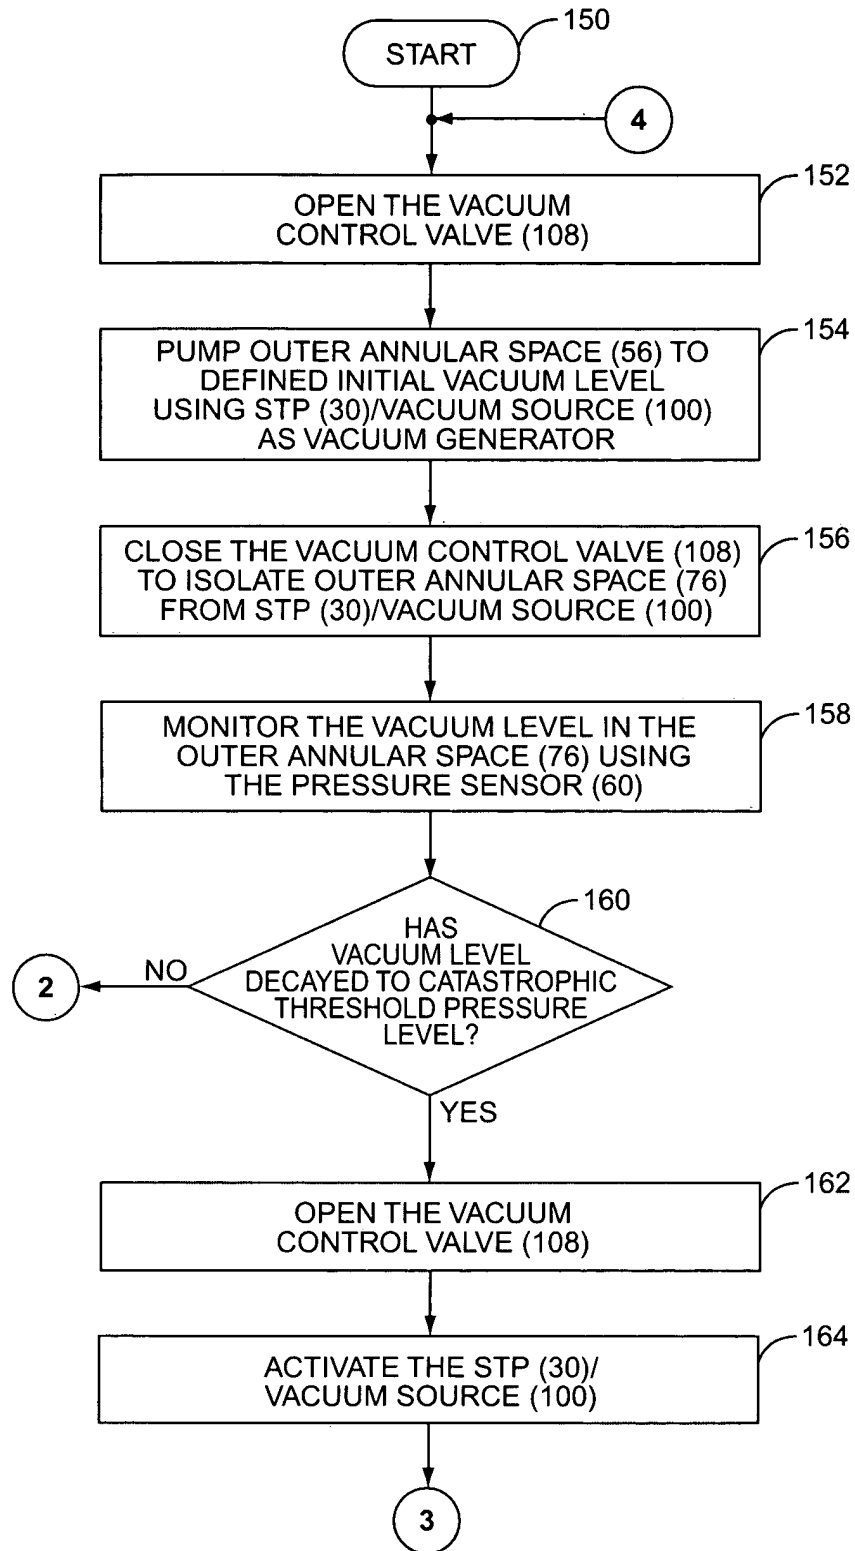 START
150
4
152
OPEN THE VACUUM
CONTROL VALVE (108)
154
PUMP OUTER ANNULAR SPACE (56) TO
DEFINED INITIAL VACUUM LEVEL
USING STP (30)/VACUUM SOURCE (100)
AS VACUUM GENERATOR
156
CLOSE THE VACUUM CONTROL VALVE (108)
TO ISOLATE OUTER ANNULAR SPACE (76)
FROM STP (30)/VACUUM SOURCE (100)
158
MONITOR THE VACUUM LEVEL IN THE
OUTER ANNULAR SPACE (76) USING
THE PRESSURE SENSOR (60)
160
HAS
VACUUM LEVEL
DECAYED TO CATASTROPHIC
THRESHOLD PRESSURE
LEVEL?
NO
2
YES
162
OPEN THE VACUUM
CONTROL VALVE (108)
164
ACTIVATE THE STP (30)/
VACUUM SOURCE (100)
3